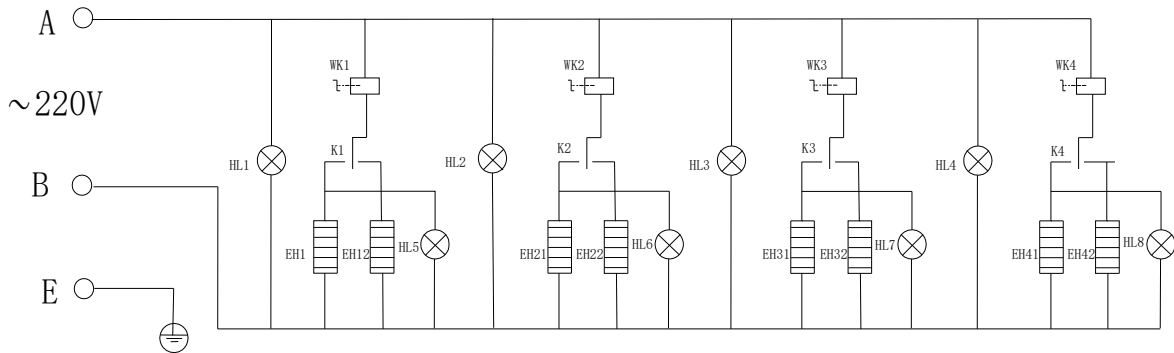 A
~220V
B
E
WK1
WK2
WK3
WK4
HL1
K1
HL2
K2
HL3
K3
HL4
K4
EH1
EH12
HL5
EH21
EH22
HL6
EH31
EH32
HL7
EH41
EH42
HL8